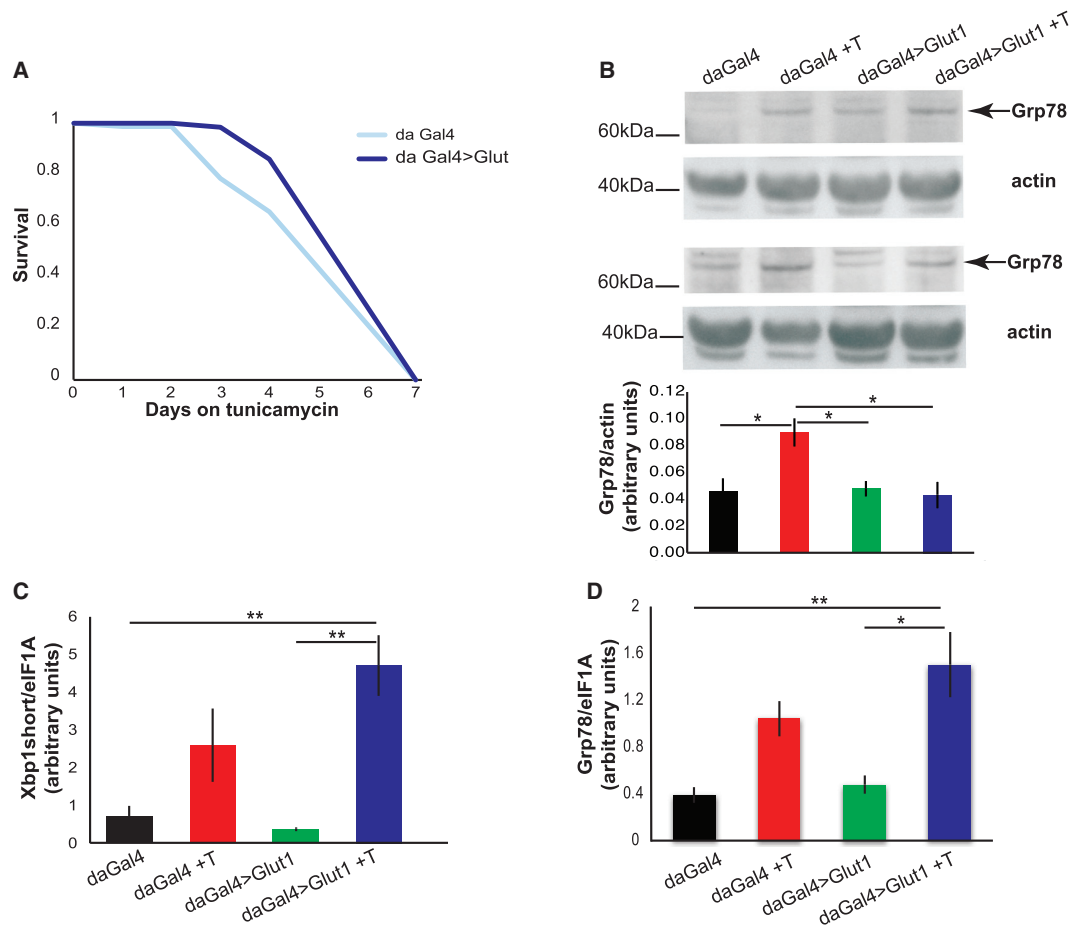 A
1
0.8
0.6
0.4
0.2
0
Survival
0 1 2 3 4 5 6 7
Days on tunicamycin
da Gal4
da Gal4>Glut
B
daGal4
daGal4 +T
daGal4>Glut1
daGal4>Glut1 +T
60kDa
Grp78
40kDa
actin
60kDa
Grp78
40kDa
actin
Grp78/actin
(arbitrary units)
0.12
0.10
0.08
0.06
0.04
0.02
0.00
*
*
*
C
Xbp1short/eIF1A
(arbitrary units)
6
5
4
3
2
1
0
**
**
daGal4
daGal4 +T
daGal4>Glut1
daGal4>Glut1 +T
D
Grp78/eIF1A
(arbitrary units)
2
1.6
1.2
0.8
0.4
0
**
*
daGal4
daGal4 +T
daGal4>Glut1
daGal4>Glut1 +T